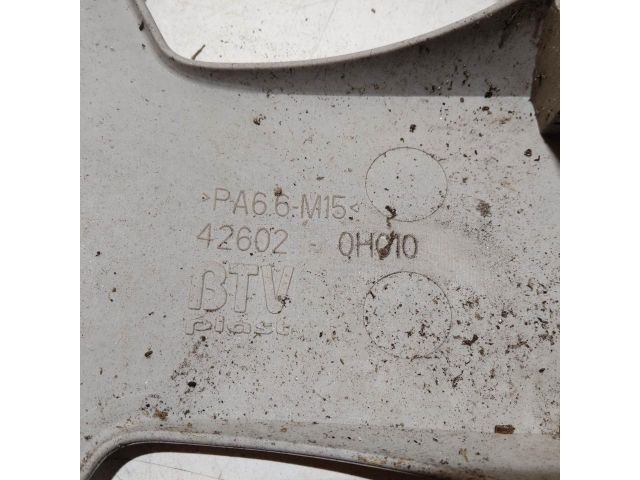 >PA6.6-M15<
42602 - 0H010
BTV
plast